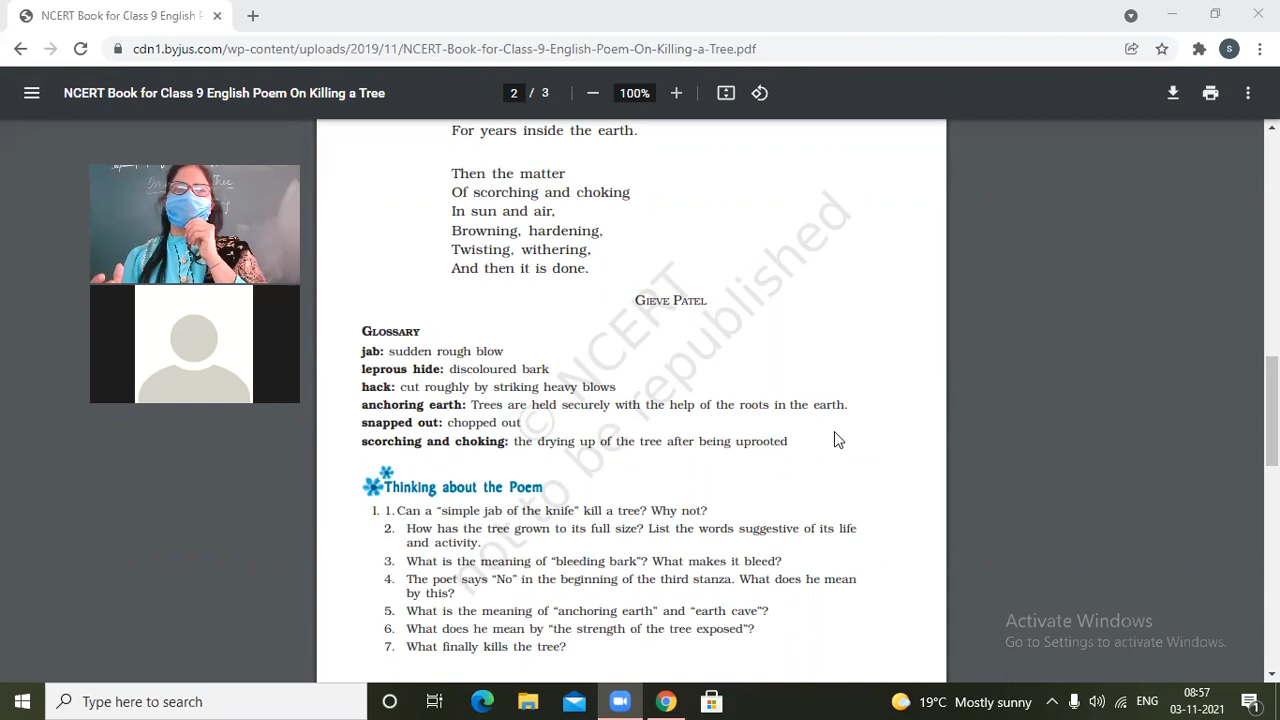 NCERT Book for Class 9 English P
cdn1.byjus.com/wp-content/uploads/2019/11/NCERT-Book-for-Class-9-English-Poem-On-Killing-a-Tree.pdf
S
NCERT Book for Class 9 English Poem On Killing a Tree
2 / 3
100%
For years inside the earth.
Then the matter
Of scorching and choking
In sun and air,
Browning, hardening,
Twisting, withering,
And then it is done.
GIEVE PATEL
GLOSSARY
jab: sudden rough blow
leprous hide: discoloured bark
hack: cut roughly by striking heavy blows
anchoring earth: Trees are held securely with the help of the roots in the earth.
snapped out: chopped out
scorching and choking: the drying up of the tree after being uprooted
Thinking about the Poem
I. 1. Can a “simple jab of the knife” kill a tree? Why not?
2. How has the tree grown to its full size? List the words suggestive of its life
and activity.
3. What is the meaning of “bleeding bark”? What makes it bleed?
4. The poet says “No” in the beginning of the third stanza. What does he mean
by this?
5. What is the meaning of “anchoring earth” and “earth cave”?
6. What does he mean by “the strength of the tree exposed”?
7. What finally kills the tree?
© NCERT
not to be republished
Activate Windows
Go to Settings to activate Windows.
Type here to search
19°C Mostly sunny
ENG
08:57
03-11-2021
1